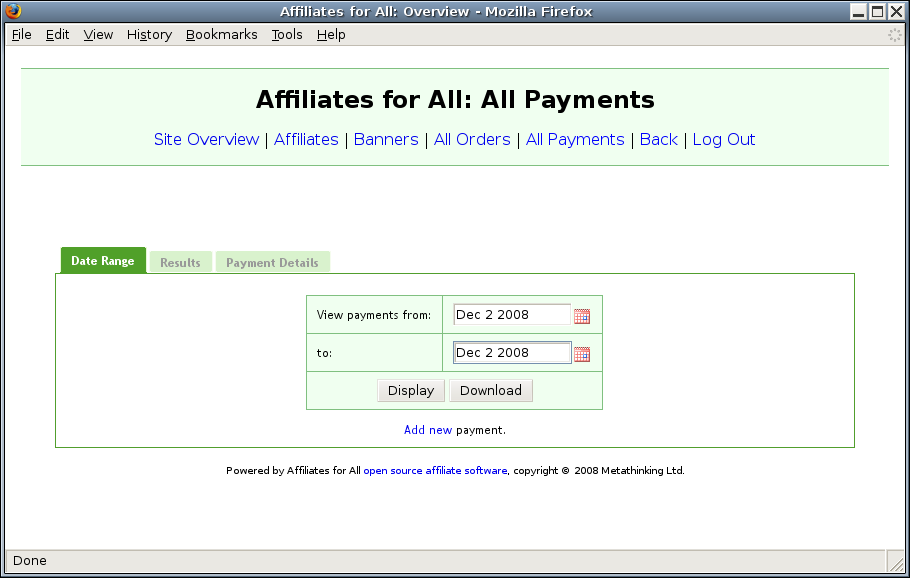 Affiliates for All: Overview - Mozilla Firefox
File Edit View History Bookmarks Tools Help
Affiliates for All: All Payments
Site Overview | Affiliates | Banners | All Orders | All Payments | Back | Log Out
Date Range Results Payment Details
View payments from: Dec 2 2008
to: Dec 2 2008
Display Download
Add new payment.
Powered by Affiliates for All open source affiliate software, copyright © 2008 Metathinking Ltd.
Done